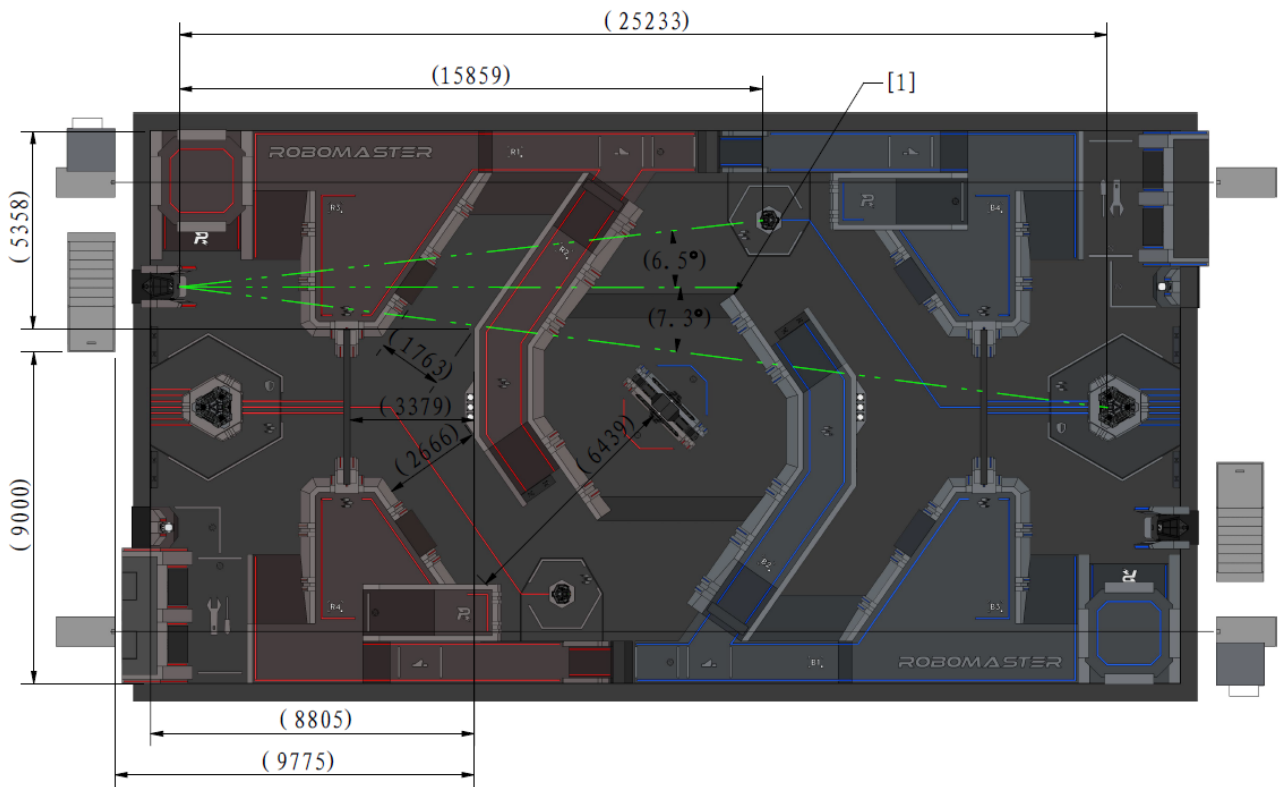 ( 25233)
(15859)
[1]
ROBOMASTER
R1
R3
B4
R
R
R2
( 5358)
(6.5°)
(7.3°)
( 1763)
( 3379)
( 2666)
( 6439)
( 9000)
B2
R4
R
B3
R
B1
ROBOMASTER
( 8805)
( 9775)